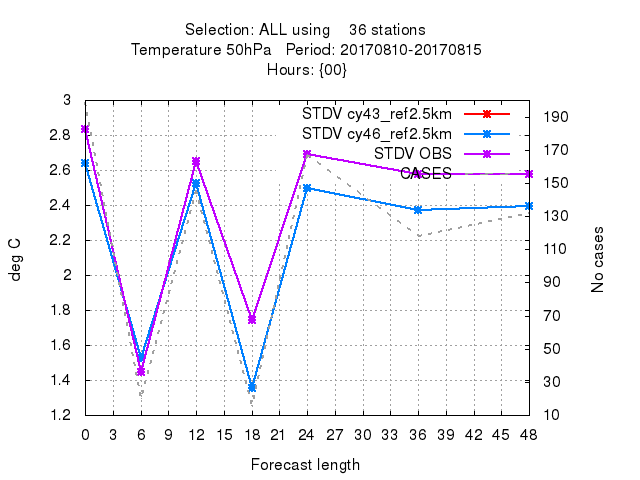 Selection: ALL using 36 stations
Temperature 50hPa Period: 20170810-20170815
Hours: {00}
STDV cy43_ref2.5km
STDV cy46_ref2.5km
STDV OBS
CASES
3
2.8
2.6
2.4
2.2
2
1.8
1.6
1.4
1.2
deg C
190
170
150
130
110
90
70
50
30
10
No cases
0 3 6 9 12 15 18 21 24 27 30 33 36 39 42 45 48
Forecast length